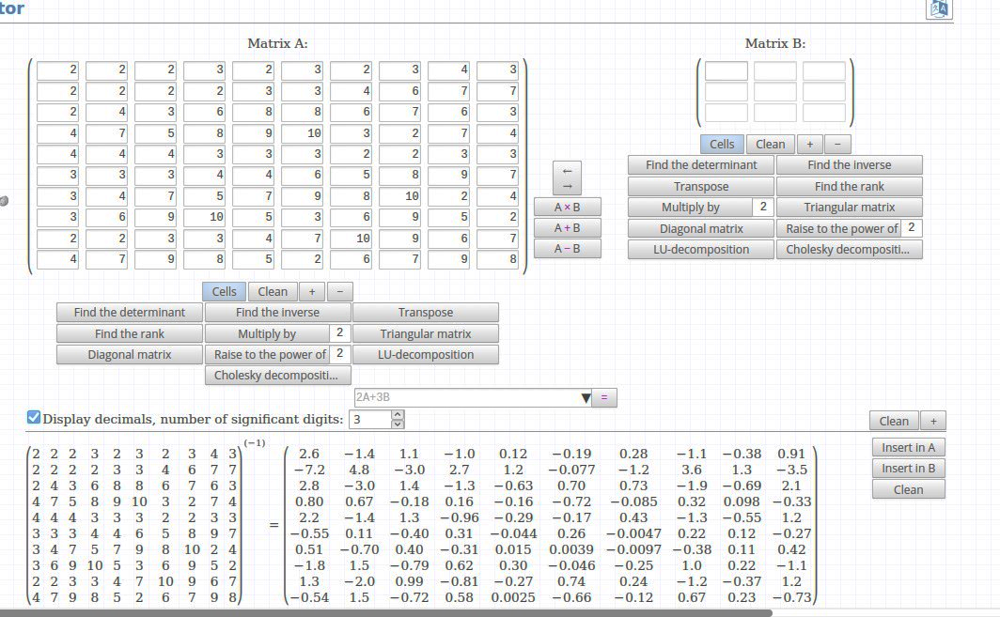 tor
Matrix A: Matrix B:
2 2 2 3 2 3 2 3 4 3
2 2 2 2 3 3 4 6 7 7
2 4 3 6 8 8 6 7 6 3
4 7 5 8 9 10 3 2 7 4
4 4 4 3 3 3 2 2 3 3
3 3 3 4 4 6 5 8 9 7
3 4 7 5 7 9 8 10 2 4
3 6 9 10 5 3 6 9 5 2
2 2 3 3 4 7 10 9 6 7
4 7 9 8 5 2 6 7 9 8
←
→
A × B
A + B
A − B
Cells Clean + −
Find the determinant Find the inverse
Transpose Find the rank
Multiply by 2 Triangular matrix
Diagonal matrix Raise to the power of 2
LU-decomposition Cholesky decompositi...
Cells Clean + −
Find the determinant Find the inverse Transpose
Find the rank Multiply by 2 Triangular matrix
Diagonal matrix Raise to the power of 2 LU-decomposition
Cholesky decompositi...
2A+3B ▼ =
Display decimals, number of significant digits: 3
Clean +
Insert in A
Insert in B
Clean
(−1)
2 2 2 3 2 3 2 3 4 3 2.6 −1.4 1.1 −1.0 0.12 −0.19 0.28 −1.1 −0.38 0.91
2 2 2 2 3 3 4 6 7 7 −7.2 4.8 −3.0 2.7 1.2 −0.077 −1.2 3.6 1.3 −3.5
2 4 3 6 8 8 6 7 6 3 2.8 −3.0 1.4 −1.3 −0.63 0.70 0.73 −1.9 −0.69 2.1
4 7 5 8 9 10 3 2 7 4 0.80 0.67 −0.18 0.16 −0.16 −0.72 −0.085 0.32 0.098 −0.33
4 4 4 3 3 3 2 2 3 3 = 2.2 −1.4 1.3 −0.96 −0.29 −0.17 0.43 −1.3 −0.55 1.2
3 3 3 4 4 6 5 8 9 7 −0.55 0.11 −0.40 0.31 −0.044 0.26 −0.0047 0.22 0.12 −0.27
3 4 7 5 7 9 8 10 2 4 0.51 −0.70 0.40 −0.31 0.015 0.0039 −0.0097 −0.38 0.11 0.42
3 6 9 10 5 3 6 9 5 2 −1.8 1.5 −0.79 0.62 0.30 −0.046 −0.25 1.0 0.22 −1.1
2 2 3 3 4 7 10 9 6 7 1.3 −2.0 0.99 −0.81 −0.27 0.74 0.24 −1.2 −0.37 1.2
4 7 9 8 5 2 6 7 9 8 −0.54 1.5 −0.72 0.58 0.0025 −0.66 −0.12 0.67 0.23 −0.73